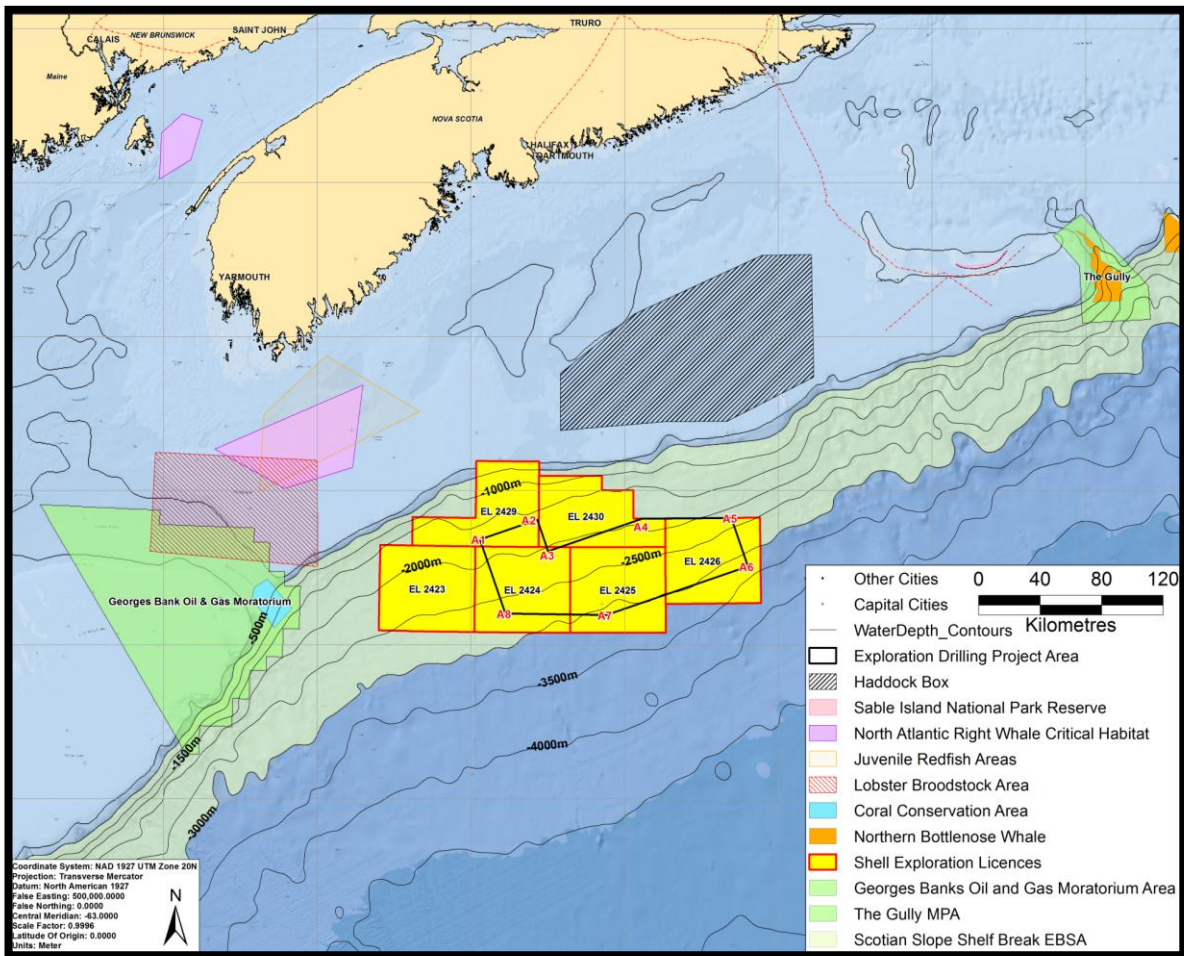 TRURO
SAINT JOHN
NEW BRUNSWICK
CALAIS
Maine
NOVA SCOTIA
HALIFAX
DARTMOUTH
YARMOUTH
The Gully
-1000m
EL 2429
A2
EL 2430
A4
A5
A1
A3
-2000m
-2500m
EL 2426
A6
EL 2423
EL 2424
EL 2425
A8
A7
Georges Bank Oil & Gas Moratorium
-500m
-3500m
-4000m
-1500m
-3000m
Other Cities
0 40 80 120
Capital Cities
Kilometres
WaterDepth_Contours
Exploration Drilling Project Area
Haddock Box
Sable Island National Park Reserve
North Atlantic Right Whale Critical Habitat
Juvenile Redfish Areas
Lobster Broodstock Area
Coral Conservation Area
Northern Bottlenose Whale
Shell Exploration Licences
Georges Banks Oil and Gas Moratorium Area
The Gully MPA
Scotian Slope Shelf Break EBSA
Coordinate System: NAD 1927 UTM Zone 20N
Projection: Transverse Mercator
Datum: North American 1927
False Easting: 500,000.0000
False Northing: 0.0000
Central Meridian: -63.0000
Scale Factor: 0.9996
Latitude Of Origin: 0.0000
Units: Meter
N